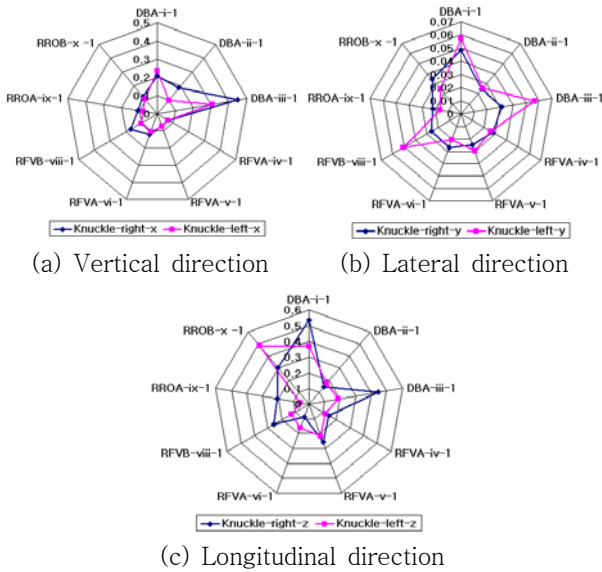 DBA-i-1
0.5
0.4
0.3
0.2
0.1
0
RROB-x -1
DBA-ii-1
RROA-ix-1
DBA-iii-1
RFVB-viii-1
RFVA-iv-1
RFVA-vi-1
RFVA-v-1
Knuckle-right-x
Knuckle-left-x
(a) Vertical direction
DBA-i-1
0.07
0.06
0.05
0.04
0.03
0.02
0.01
0
RROB-x -1
DBA-ii-1
RROA-ix-1
DBA-iii-1
RFVB-viii-1
RFVA-iv-1
RFVA-vi-1
RFVA-v-1
Knuckle-right-y
Knuckle-left-y
(b) Lateral direction
DBA-i-1
0.6
0.5
0.4
0.3
0.2
0.1
0
RROB-x -1
DBA-ii-1
RROA-ix-1
DBA-iii-1
RFVB-viii-1
RFVA-iv-1
RFVA-vi-1
RFVA-v-1
Knuckle-right-z
Knuckle-left-z
(c) Longitudinal direction